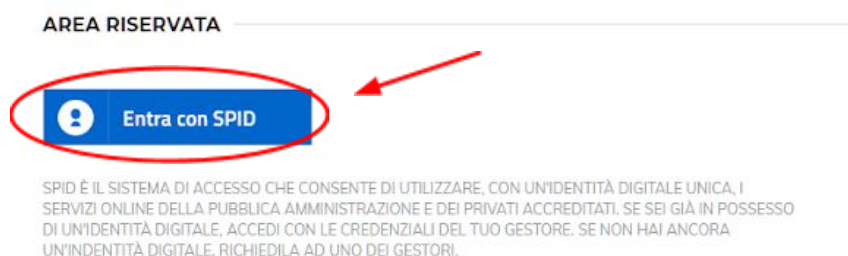 AREA RISERVATA
Entra con SPID
SPID È IL SISTEMA DI ACCESSO CHE CONSENTE DI UTILIZZARE, CON UN'IDENTITÀ DIGITALE UNICA, I
SERVIZI ONLINE DELLA PUBBLICA AMMINISTRAZIONE E DEI PRIVATI ACCREDITATI. SE SEI GIÀ IN POSSESSO
DI UN'IDENTITÀ DIGITALE, ACCEDI CON LE CREDENZIALI DEL TUO GESTORE. SE NON HAI ANCORA
UN'INDENTITÀ DIGITALE, RICHIEDILA AD UNO DEI GESTORI.